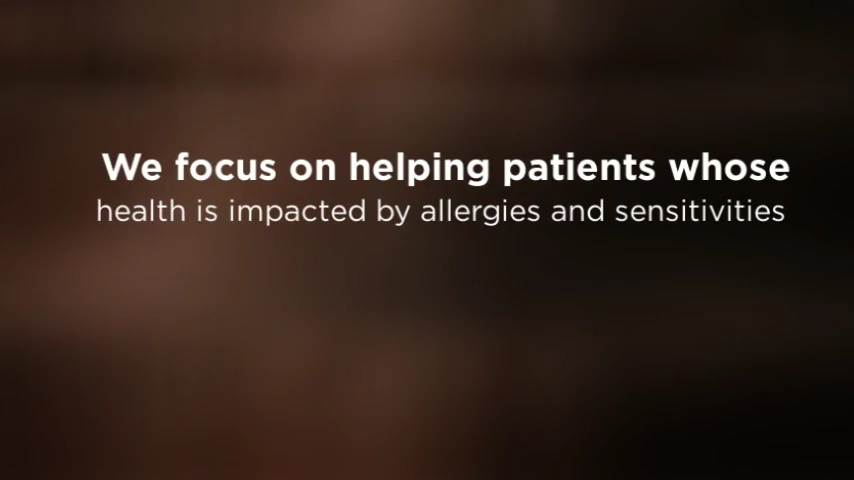 We focus on helping patients whose
health is impacted by allergies and sensitivities